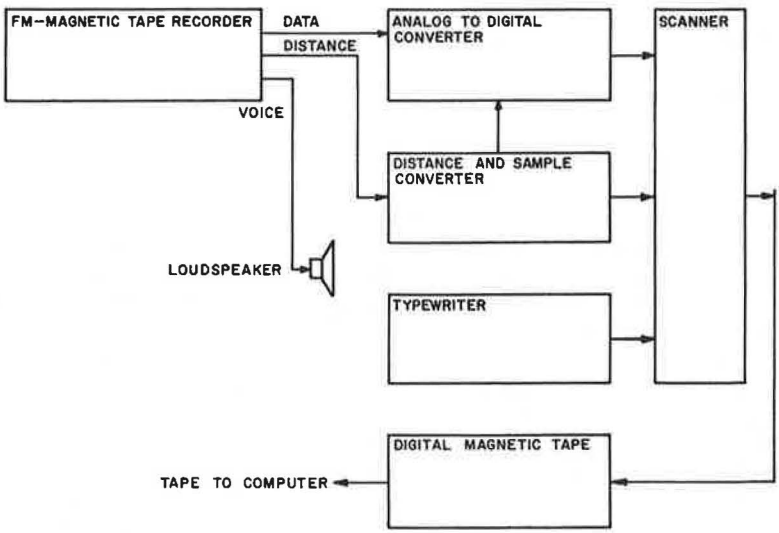 FM-MAGNETIC TAPE RECORDER
DATA
DISTANCE
VOICE
ANALOG TO DIGITAL
CONVERTER
SCANNER
DISTANCE AND SAMPLE
CONVERTER
LOUDSPEAKER
TYPEWRITER
DIGITAL MAGNETIC TAPE
TAPE TO COMPUTER